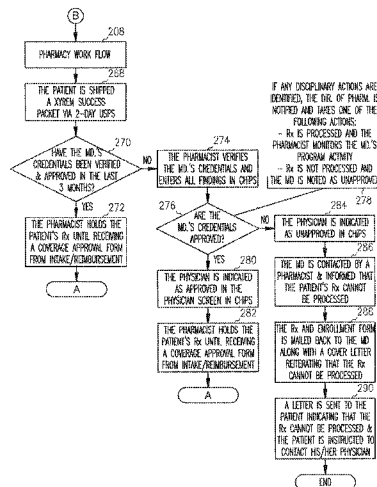 B
208
PHARMACY WORK FLOW
268
THE PATIENT IS SHIPPED
A XYREM SUCCESS
PACKET VIA 2-DAY USPS
270
HAVE THE MD.'S
CREDENTIALS BEEN VERIFIED
& APPROVED IN THE LAST
3 MONTHS?
NO
YES
272
THE PHARMACIST HOLDS THE
PATIENT'S Rx UNTIL RECEIVING
A COVERAGE APPROVAL FORM
FROM INTAKE/REIMBURSEMENT
A
274
THE PHARMACIST VERIFIES
THE MD.'S CREDENTIALS AND
ENTERS ALL FINDINGS IN CHIPS
276
ARE THE
MD.'S CREDENTIALS
APPROVED?
NO
YES
280
THE PHYSICIAN IS INDICATED
AS APPROVED IN THE
PHYSICIAN SCREEN IN CHIPS
282
THE PHARMACIST HOLDS THE
PATIENT'S Rx UNTIL RECEIVING
A COVERAGE APPROVAL FORM
FROM INTAKE/REIMBURSEMENT
A
IF ANY DISCIPLINARY ACTIONS ARE
IDENTIFIED, THE DIR. OF PHARM. IS
NOTIFIED AND TAKES ONE OF THE
FOLLOWING ACTIONS:
- Rx IS PROCESSED AND THE
PHARMACIST MONITORS THE MD.'S
PROGRAM ACTIVITY
- Rx IS NOT PROCESSED AND
THE MD IS NOTED AS UNAPPROVED
278
284
THE PHYSICIAN IS INDICATED
AS UNAPPROVED IN CHIPS
286
THE MD IS CONTACTED BY A
PHARMACIST & INFORMED THAT
THE PATIENT'S Rx CANNOT
BE PROCESSED
288
THE Rx AND ENROLLMENT FORM
IS MAILED BACK TO THE MD
ALONG WITH A COVER LETTER
REITERATING THAT THE Rx
CANNOT BE PROCESSED
290
A LETTER IS SENT TO THE
PATIENT INDICATING THAT THE
Rx CANNOT BE PROCESSED &
THE PATIENT IS INSTRUCTED TO
CONTACT HIS/HER PHYSICIAN
END